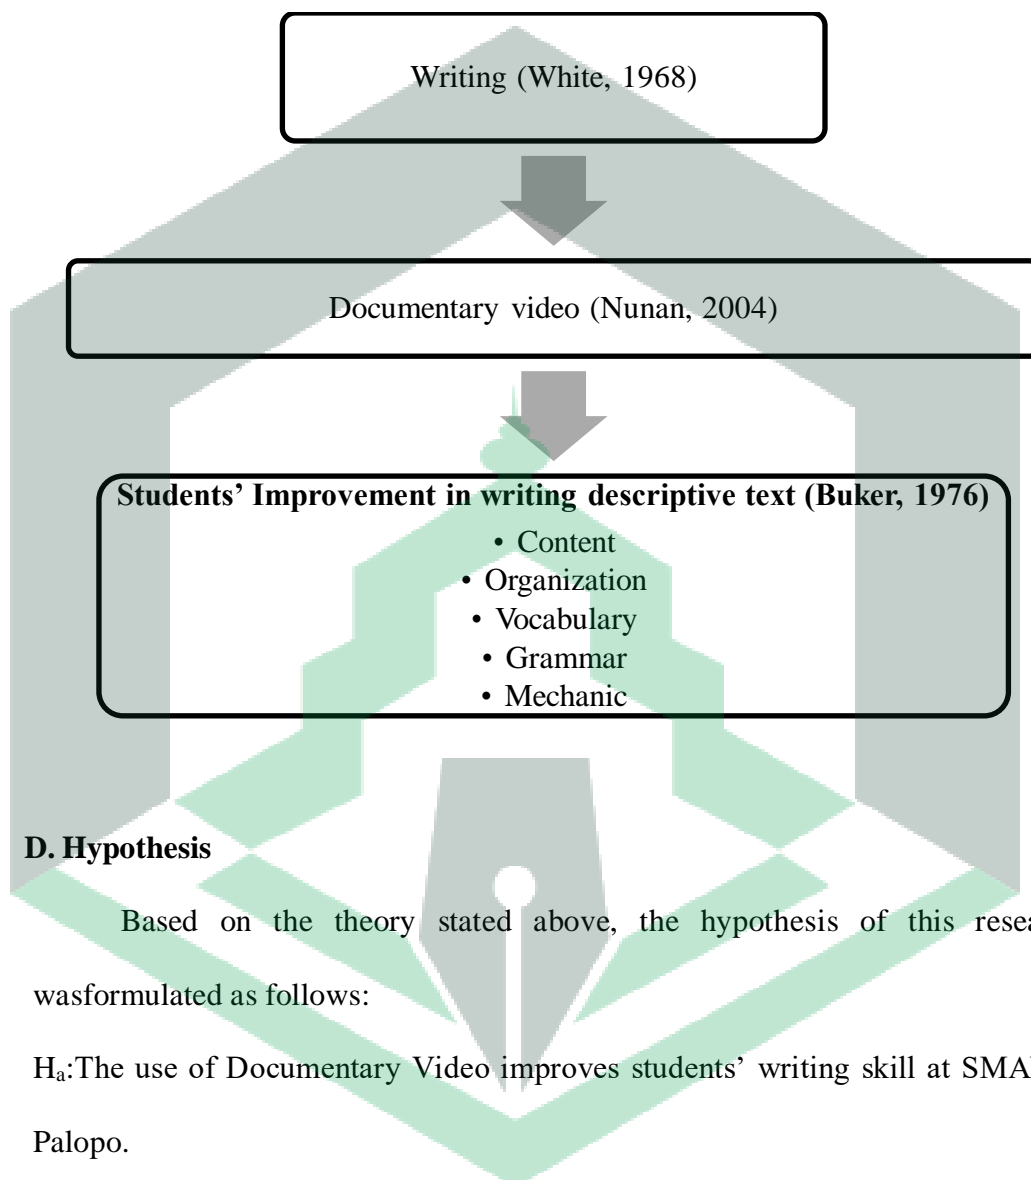 Writing (White, 1968)
Documentary video (Nunan, 2004)
Students’ Improvement in writing descriptive text (Buker, 1976)
• Content
• Organization
• Vocabulary
• Grammar
• Mechanic
D. Hypothesis
Based on the theory stated above, the hypothesis of this
wasformulated as follows:
Hₐ:The use of Documentary Video improves students’ writing skill at
Palopo.